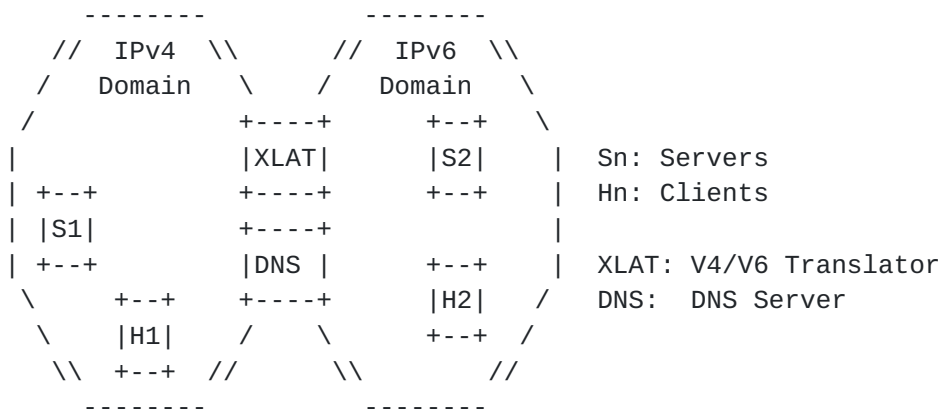 --------          --------
      //  IPv4  \\      //  IPv6  \\
     /   Domain   \    /   Domain   \
    /             +----+      +--+   \
   |              |XLAT|      |S2|    |  Sn: Servers
   | +--+         +----+      +--+    |  Hn: Clients
   | |S1|         +----+              |
   | +--+         |DNS |      +--+    |  XLAT: V4/V6 Translator
    \     +--+    +----+      |H2|   /   DNS:  DNS Server
     \    |H1|    /    \      +--+  /
      \\  +--+  //      \\        //
        --------          --------